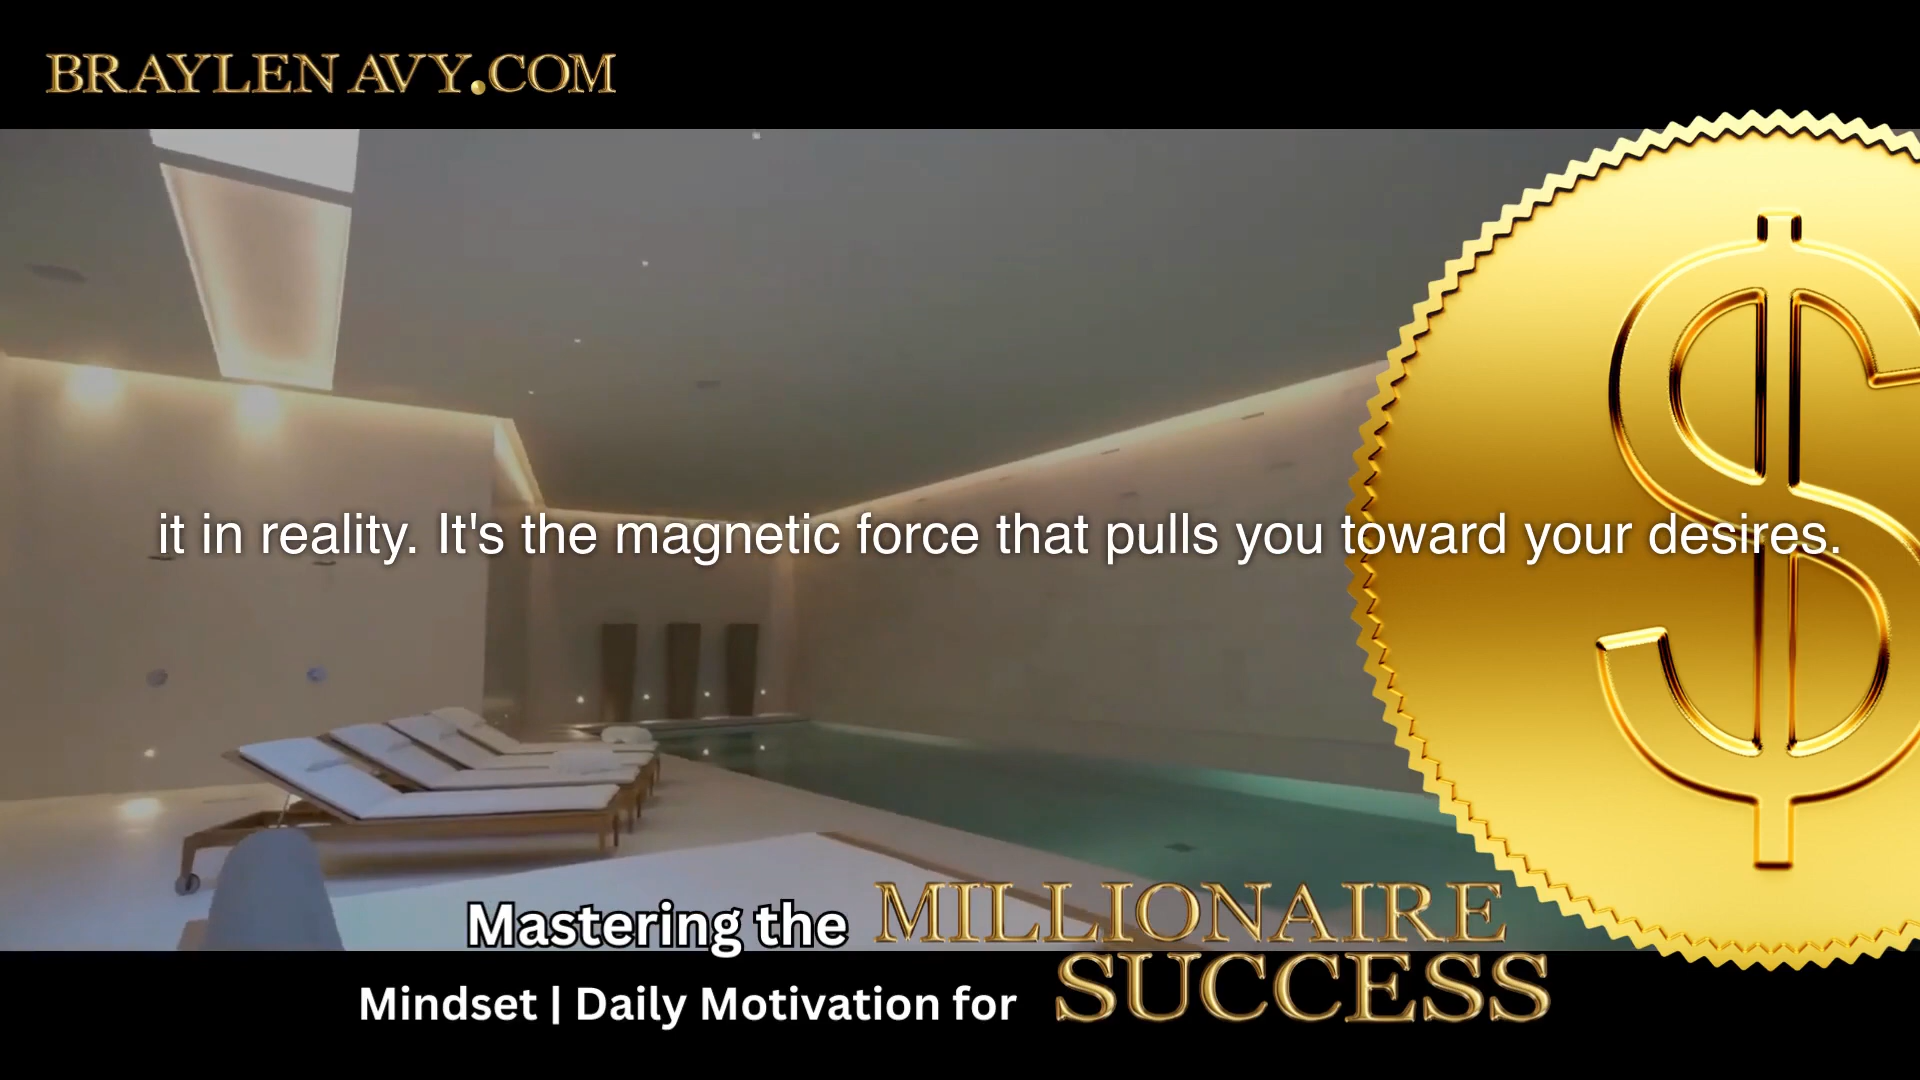 BRAYLEN AVY.COM
it in reality. It's the magnetic force that pulls you toward your desires.
Mastering the MILLIONAIRE
Mindset | Daily Motivation for SUCCESS
$